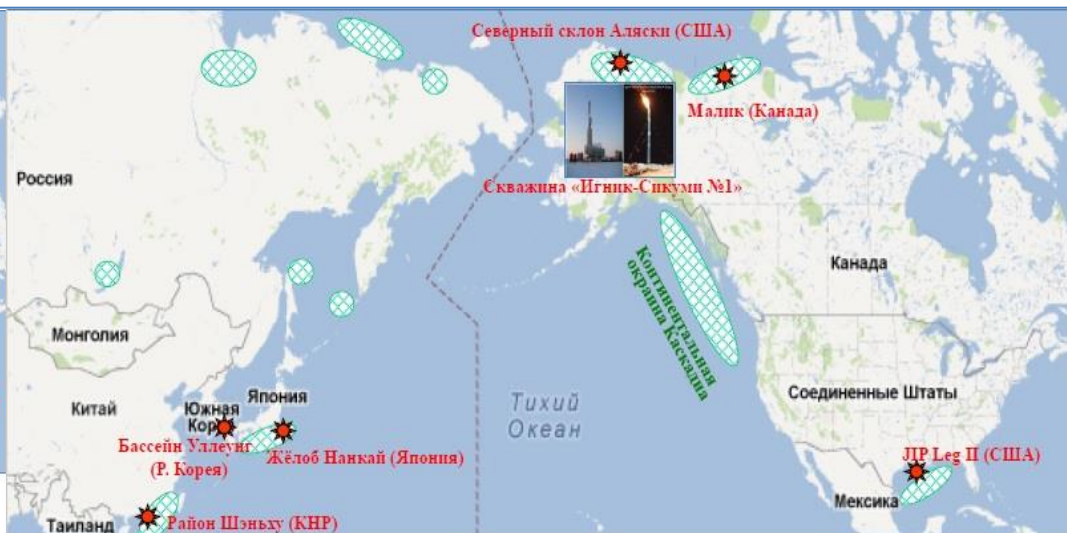 Северный склон Аляски (США)
Малик (Канада)
Россия
Скважина «Игник-Сикуми №1»
Континентальная
окраина Каскадиа
Канада
Монголия
Соединенные Штаты
Китай
Южная
Корея
Япония
Тихий
Океан
Бассейн Уллеунг
(Р. Корея)
Жёлоб Нанкай (Япония)
JIP Leg II (США)
Мексика
Таиланд
Район Шэньху (КНР)